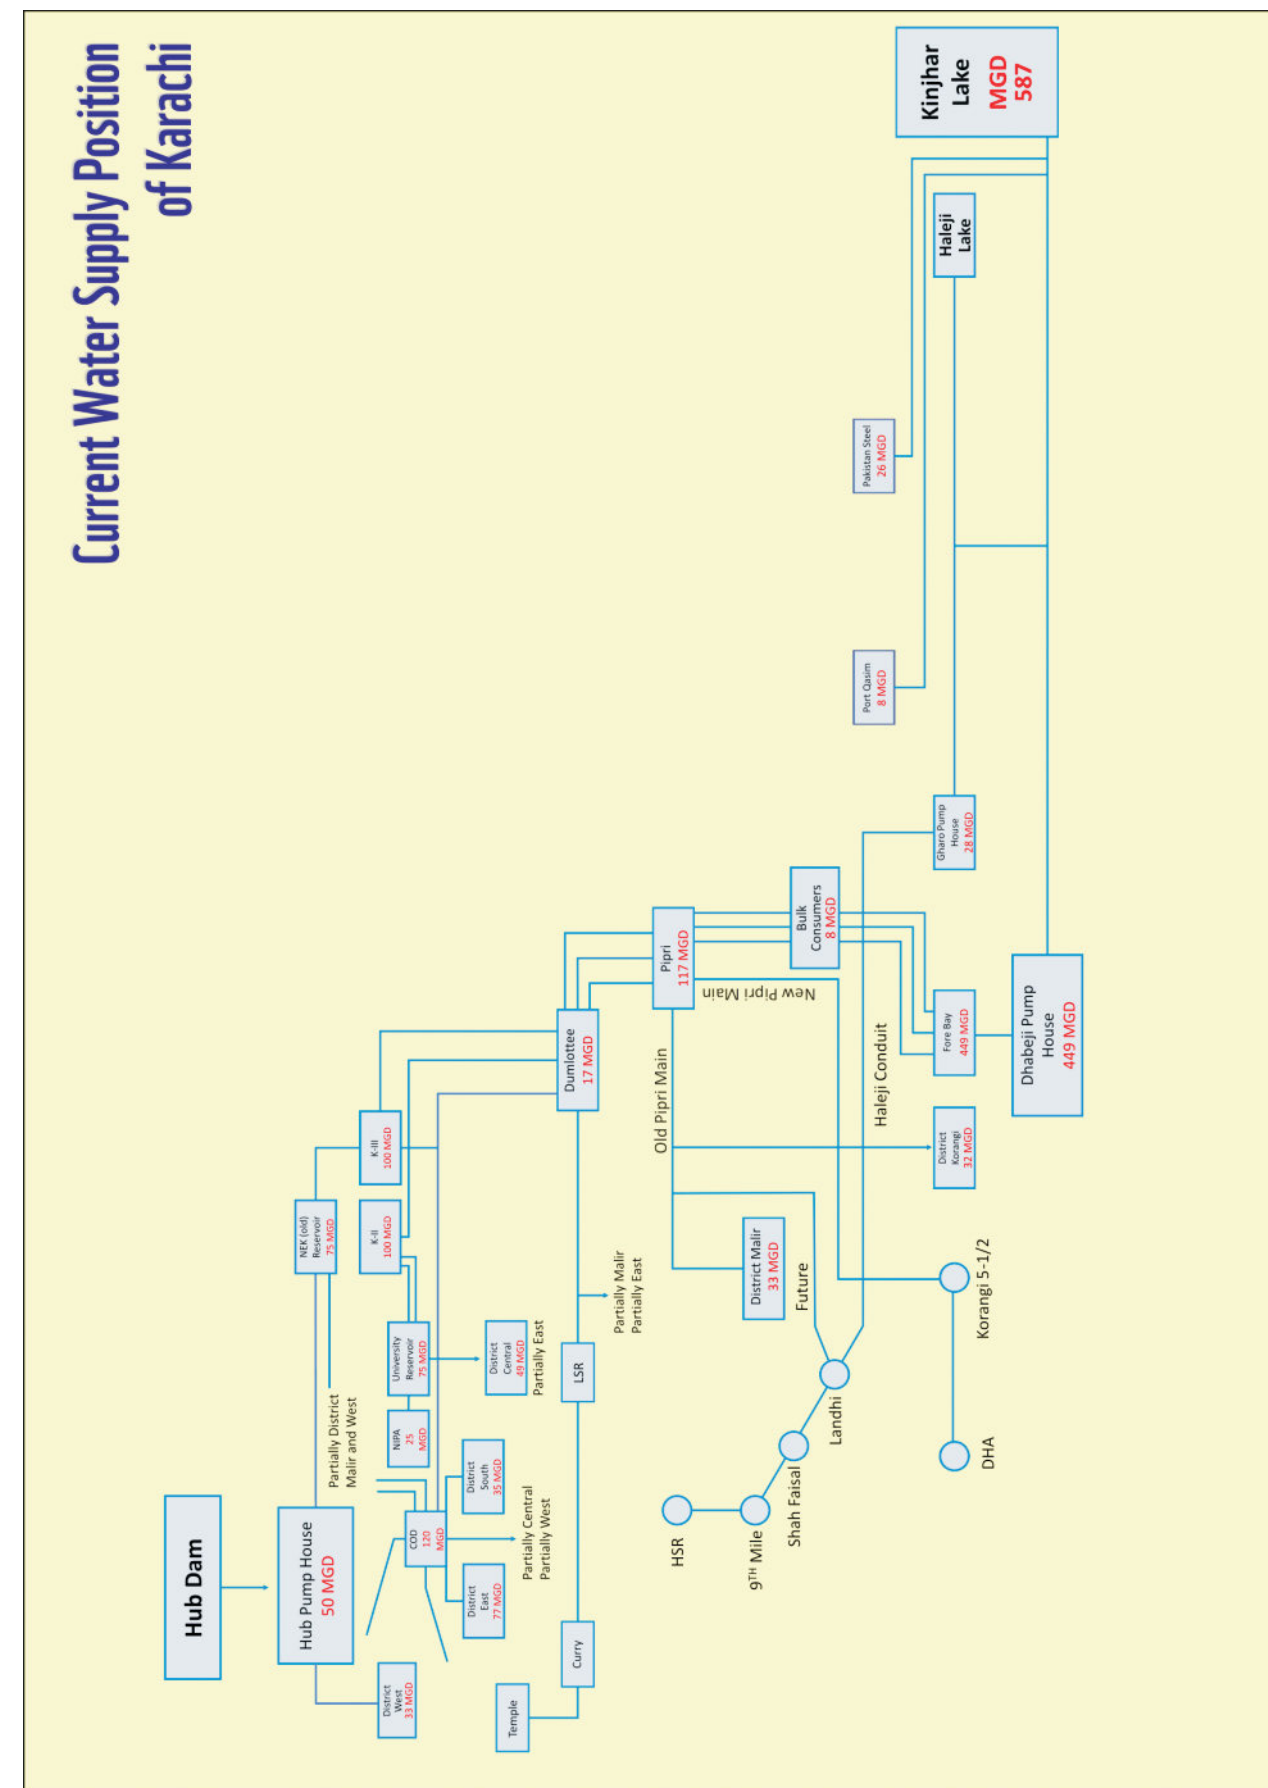 Current Water Supply Position
of Karachi
Hub Dam
Hub Pump House
50 MGD
District
West
33 MGD
NEK (old)
Reservoir
75 MGD
K-III
100 MGD
K-II
100 MGD
Partially District
Malir and West
University
Reservoir
75 MGD
NIPA
25
MGD
COD
120
MGD
District
South
35 MGD
District
East
77 MGD
Partially Central
Partially West
District
Central
49 MGD
Partially East
Temple
Curry
LSR
Partially Malir
Partially East
Dumlottee
17 MGD
Pipri
117 MGD
Old Pipri Main
New Pipri Main
Bulk
Consumers
8 MGD
District Malir
33 MGD
Future
HSR
9TH Mile
Shah Faisal
Landhi
Haleji Conduit
District
Korangi
32 MGD
Korangi 5-1/2
DHA
Fore Bay
449 MGD
Dhabeji Pump
House
449 MGD
Gharo Pump
House
28 MGD
Port Qasim
8 MGD
Pakistan Steel
26 MGD
Haleji
Lake
Kinjhar
Lake
MGD
587